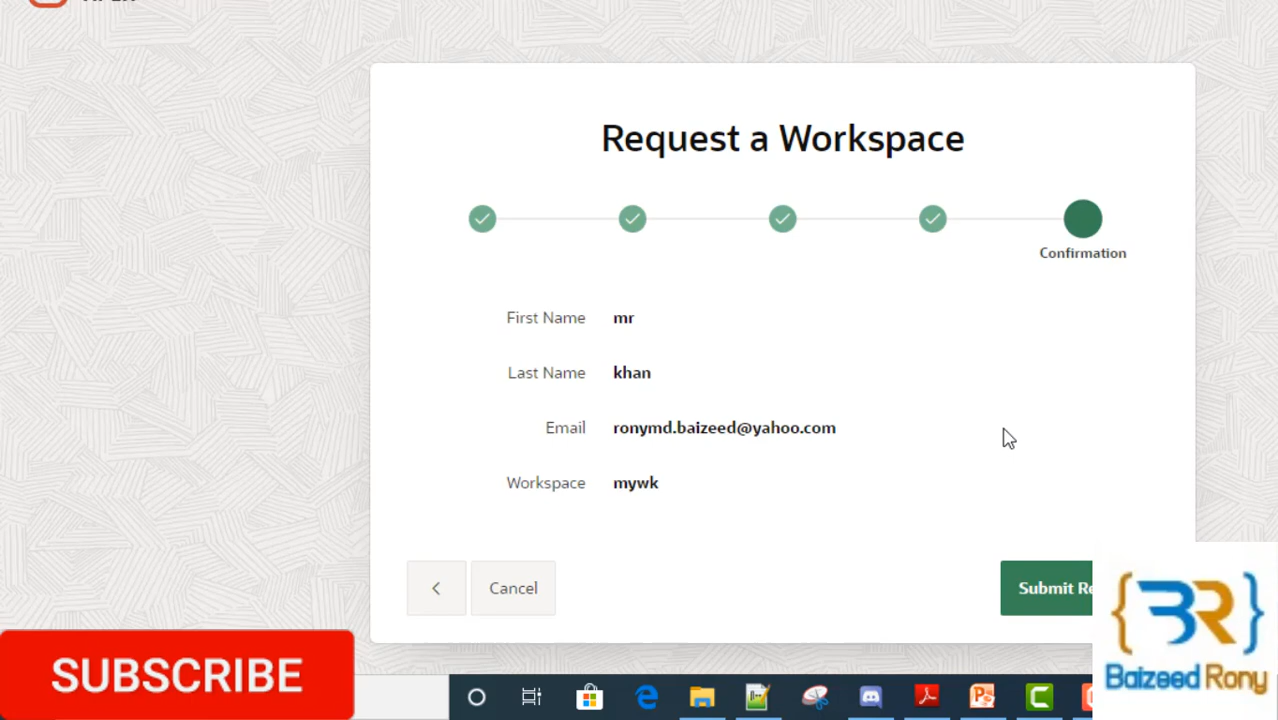 Request a Workspace
Confirmation
First Name mr
Last Name khan
Email ronymd.baizeed@yahoo.com
Workspace mywk
Cancel
Submit Re
SUBSCRIBE
BR
Baizeed Rony